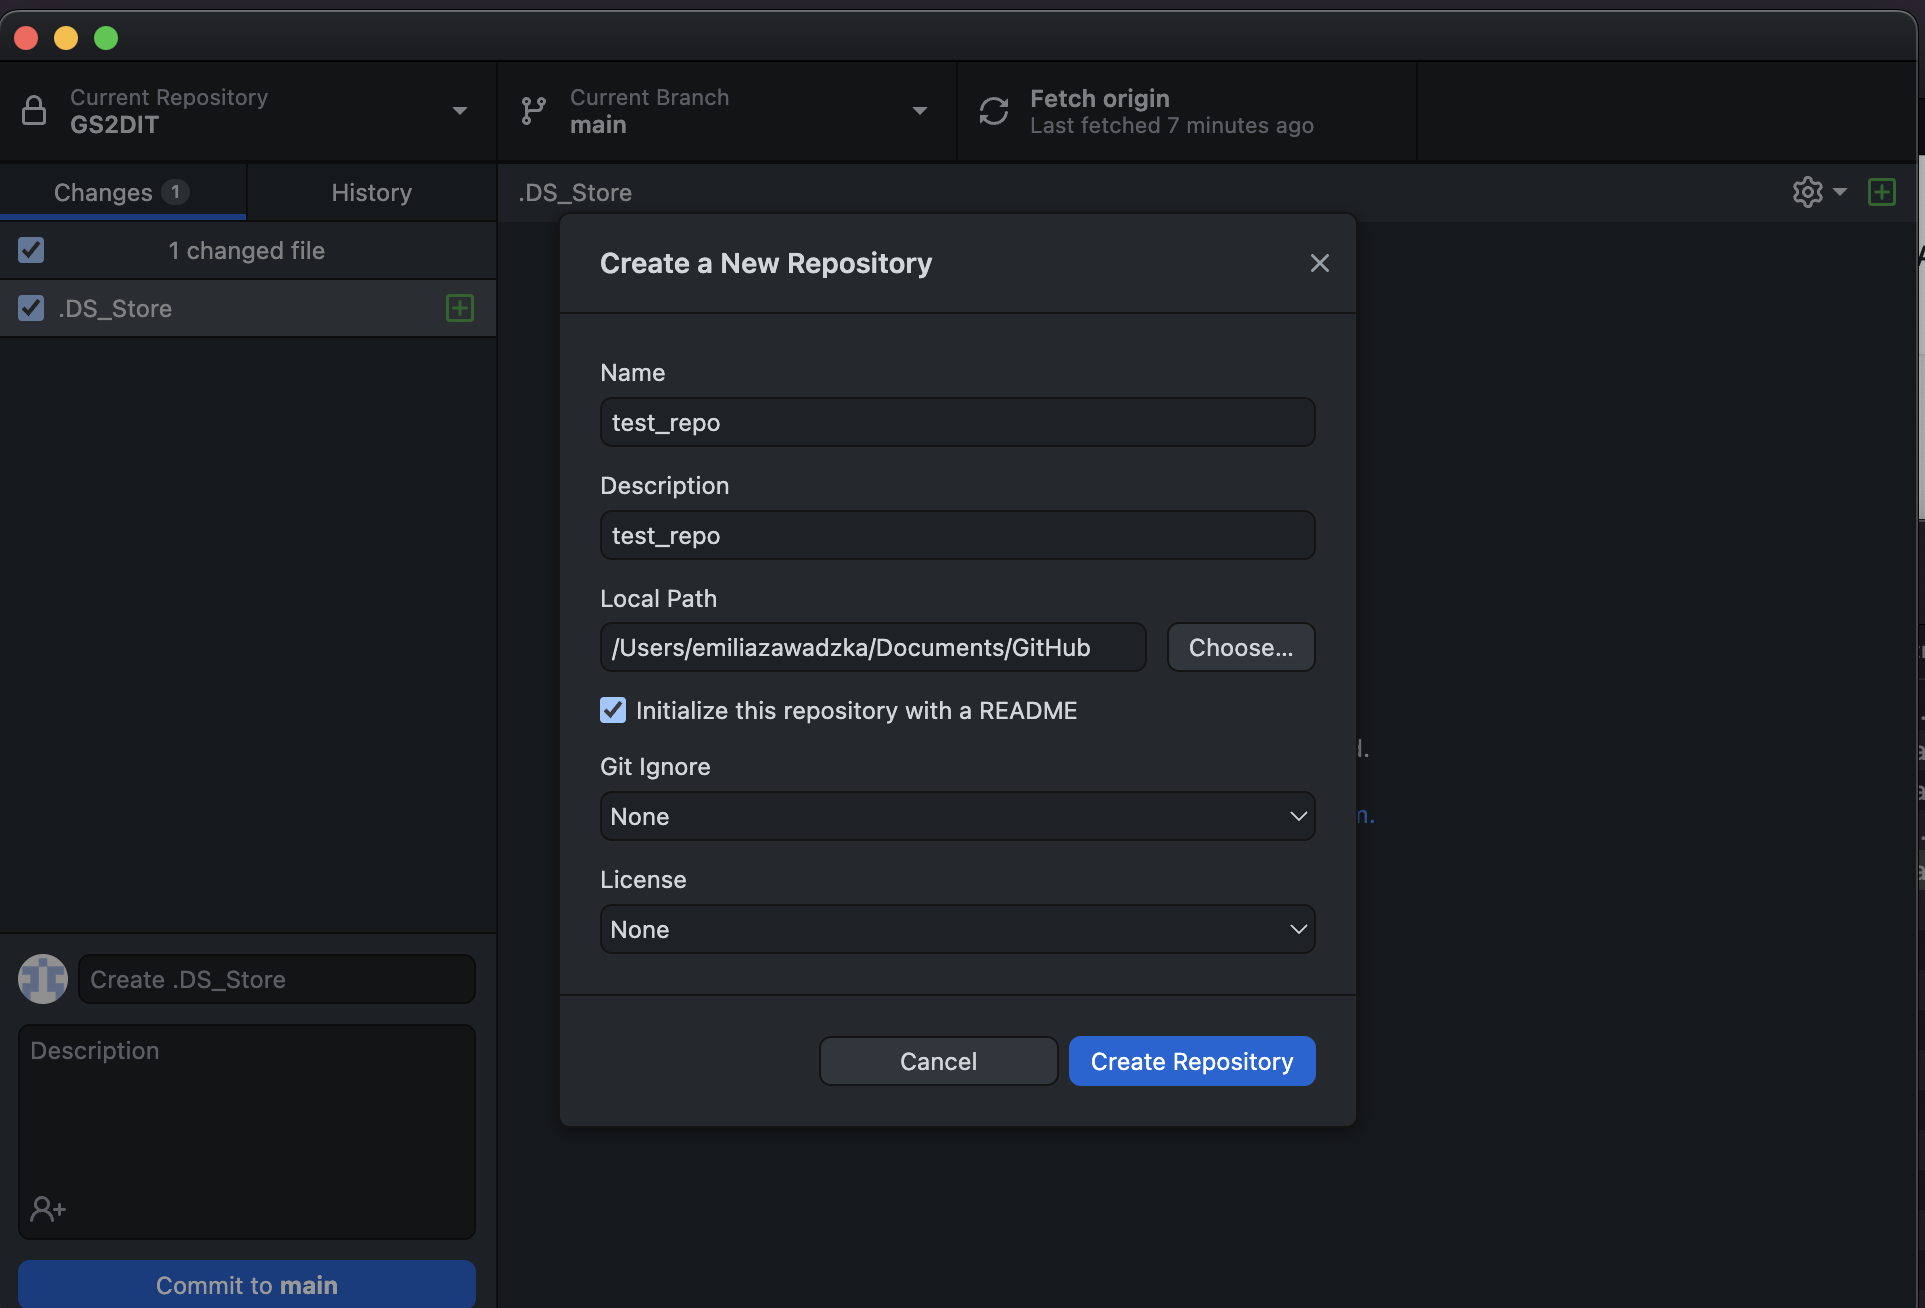 Current Repository
GS2DIT
Current Branch
main
Fetch origin
Last fetched 7 minutes ago
Changes 1
History
.DS_Store
1 changed file
.DS_Store
Create a New Repository
Name
test_repo
Description
test_repo
Local Path
/Users/emiliazawadzka/Documents/GitHub
Choose...
Initialize this repository with a README
Git Ignore
None
License
None
Cancel
Create Repository
Create .DS_Store
Description
Commit to main